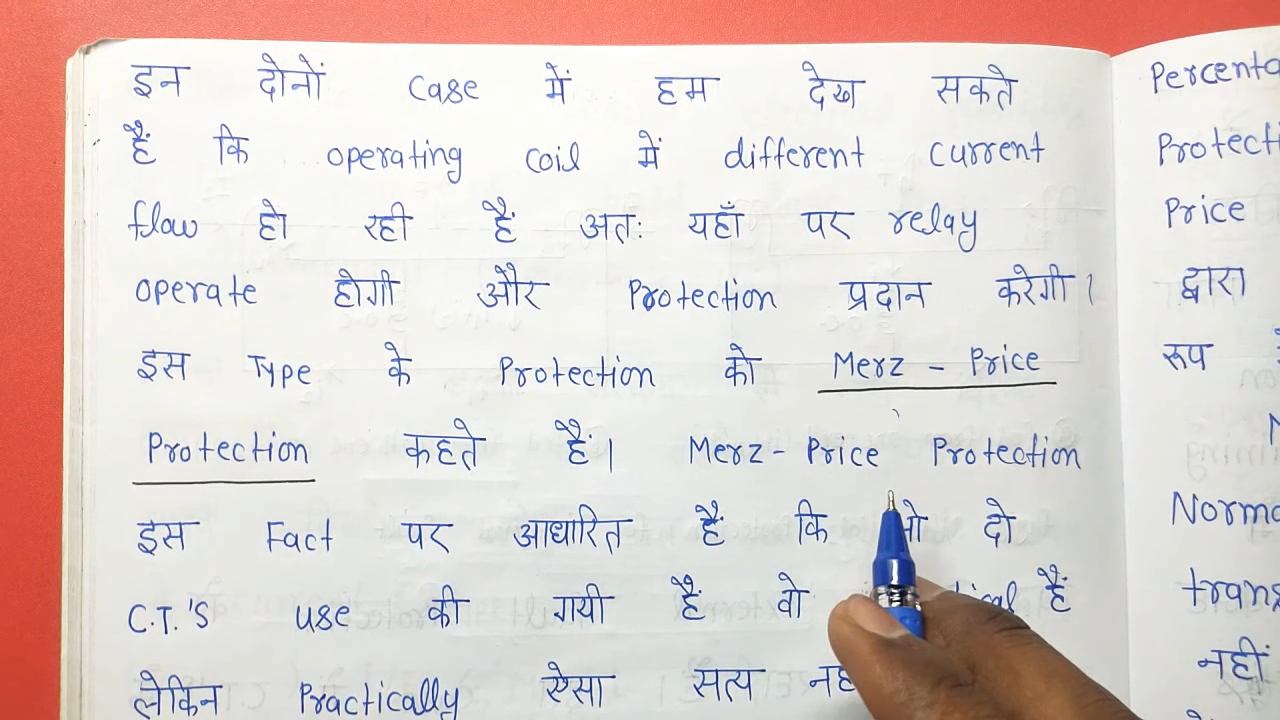 इन दोनों Case में हम देख सकते
हैं कि operating coil में different current
flow हो रही हैं अतः यहाँ पर relay
operate होगी और Protection प्रदान करेगी।
इस Type के Protection को Merz - Price
Protection कहते हैं। Merz - Price Protection
इस Fact पर आधारित हैं कि दो
C.T.'S use की गयी हैं वो हैं
लेकिन Practically ऐसा सत्य
Price
द्वारा
रूप
नहीं